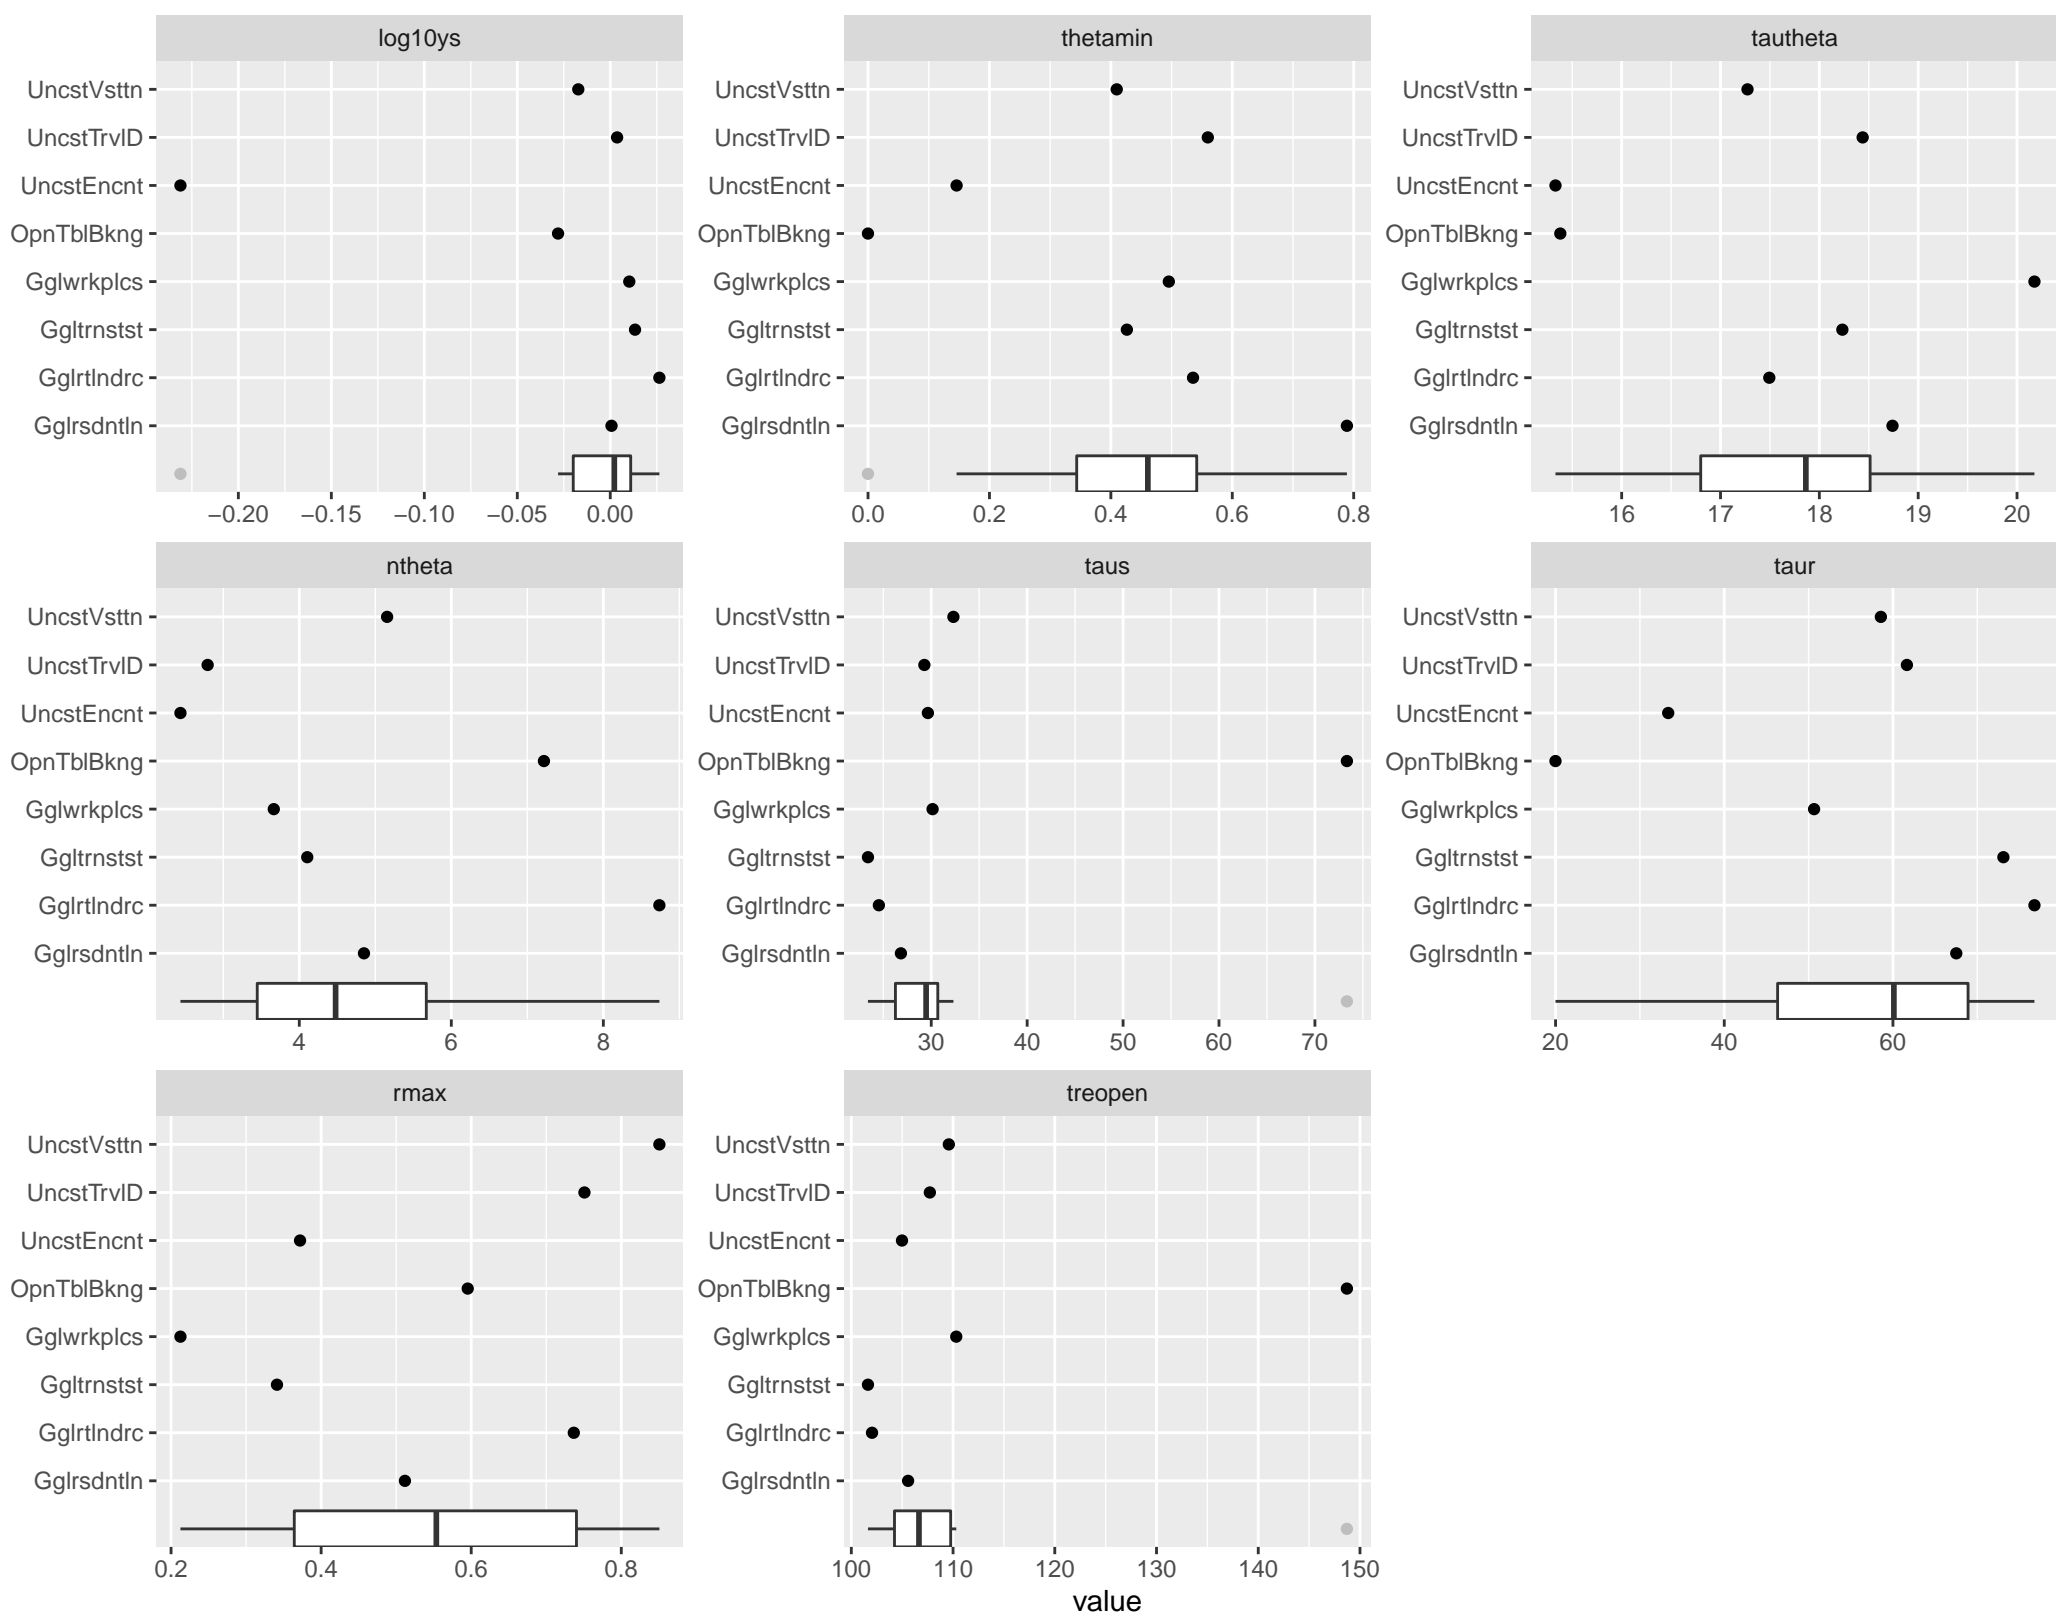 log10ys
thetamin
tautheta
UncstVsttn
UncstTrvlD
UncstEncnt
OpnTblBkng
Gglwrkplcs
Ggltrnstst
Gglrtlndrc
Gglrsdntln
−0.20 −0.15 −0.10 −0.05 0.00
UncstVsttn
UncstTrvlD
UncstEncnt
OpnTblBkng
Gglwrkplcs
Ggltrnstst
Gglrtlndrc
Gglrsdntln
0.0 0.2 0.4 0.6 0.8
UncstVsttn
UncstTrvlD
UncstEncnt
OpnTblBkng
Gglwrkplcs
Ggltrnstst
Gglrtlndrc
Gglrsdntln
16 17 18 19 20
ntheta
taus
taur
UncstVsttn
UncstTrvlD
UncstEncnt
OpnTblBkng
Gglwrkplcs
Ggltrnstst
Gglrtlndrc
Gglrsdntln
4 6 8
UncstVsttn
UncstTrvlD
UncstEncnt
OpnTblBkng
Gglwrkplcs
Ggltrnstst
Gglrtlndrc
Gglrsdntln
30 40 50 60 70
UncstVsttn
UncstTrvlD
UncstEncnt
OpnTblBkng
Gglwrkplcs
Ggltrnstst
Gglrtlndrc
Gglrsdntln
20 40 60
rmax
treopen
UncstVsttn
UncstTrvlD
UncstEncnt
OpnTblBkng
Gglwrkplcs
Ggltrnstst
Gglrtlndrc
Gglrsdntln
0.2 0.4 0.6 0.8
UncstVsttn
UncstTrvlD
UncstEncnt
OpnTblBkng
Gglwrkplcs
Ggltrnstst
Gglrtlndrc
Gglrsdntln
100 110 120 130 140 150
value